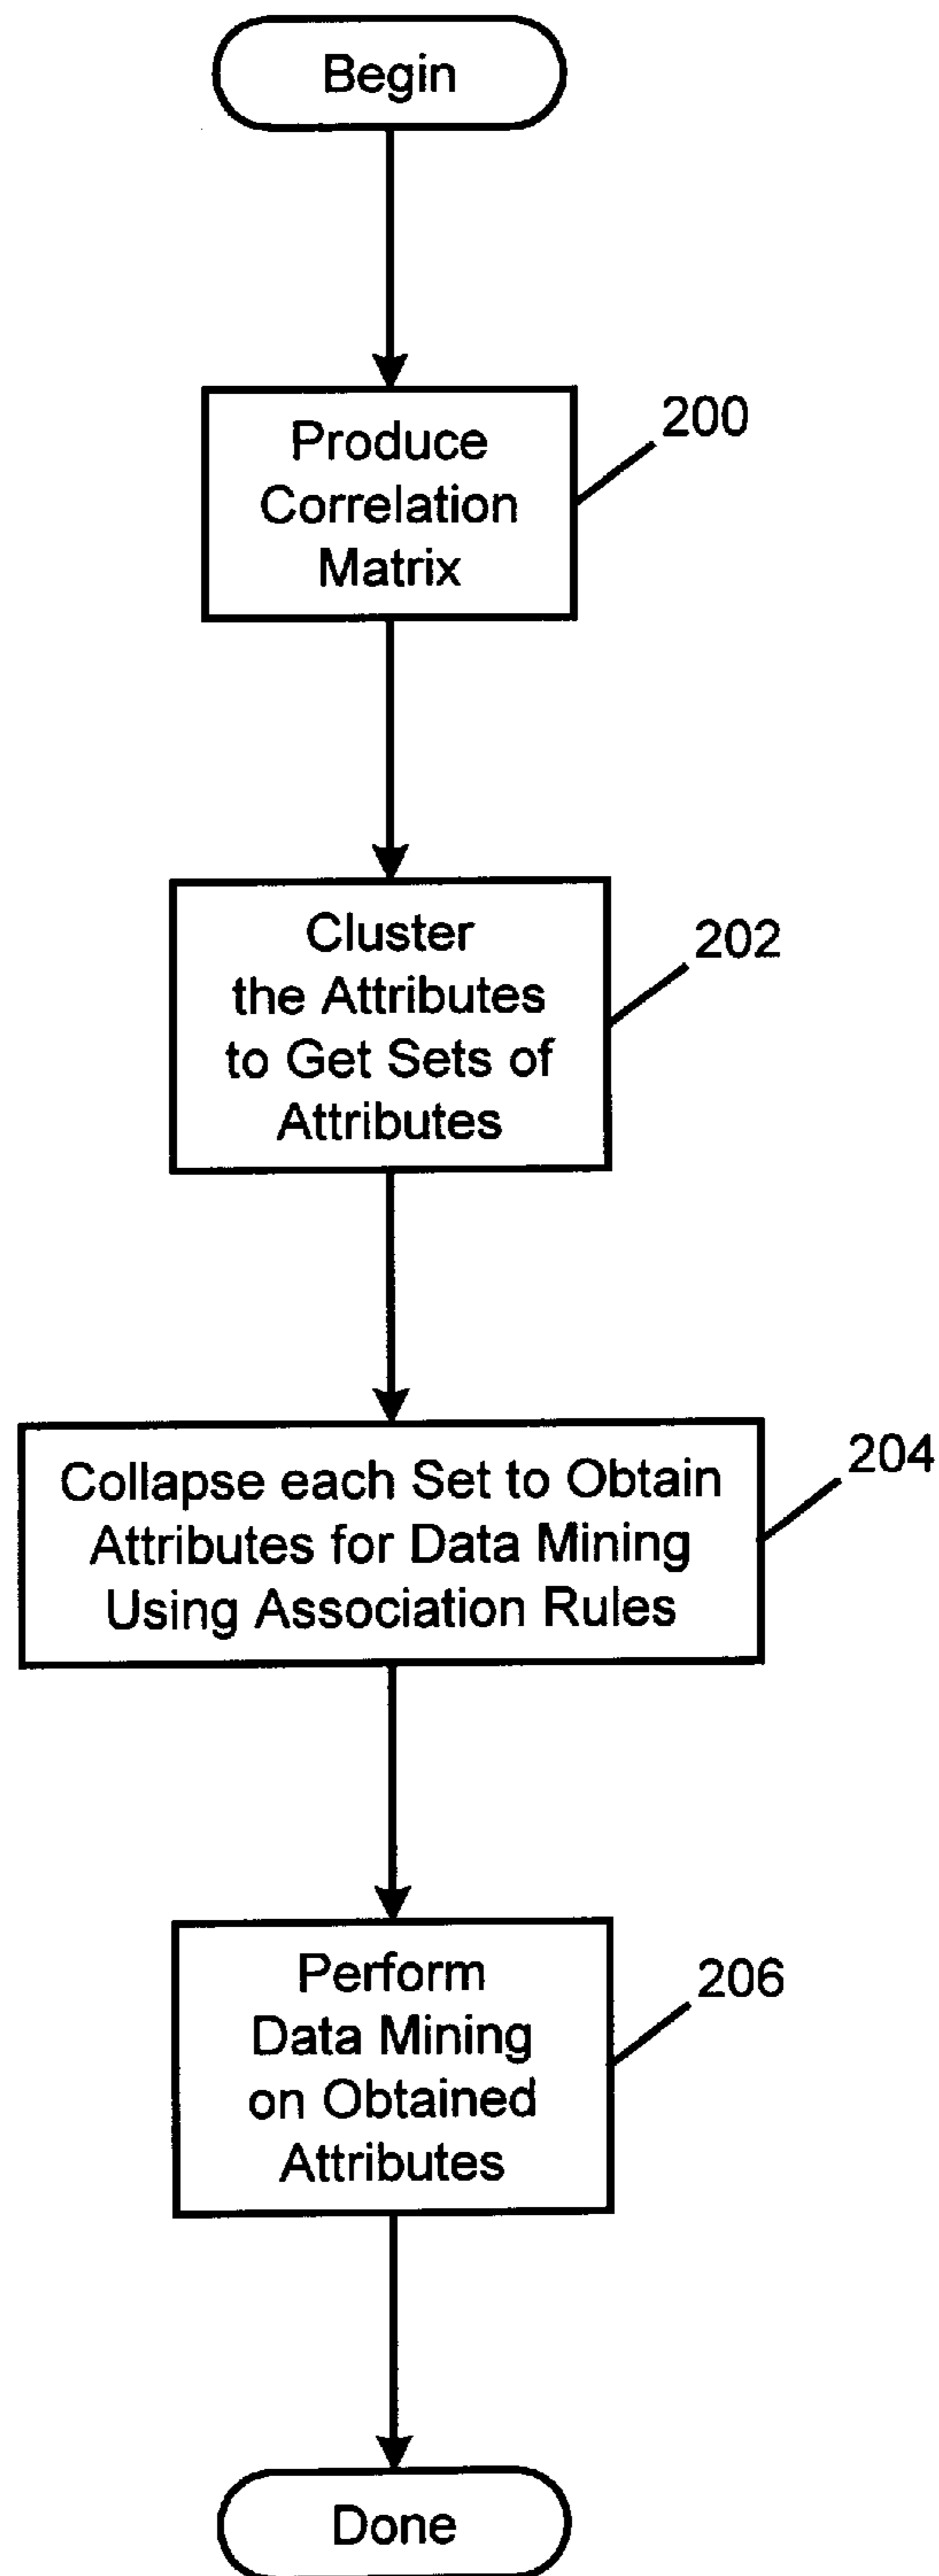 Begin
Produce
Correlation
Matrix
200
Cluster
the Attributes
to Get Sets of
Attributes
202
Collapse each Set to Obtain
Attributes for Data Mining
Using Association Rules
204
Perform
Data Mining
on Obtained
Attributes
206
Done